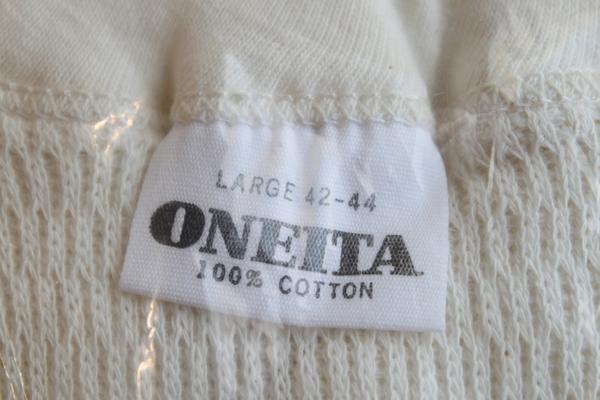 LARGE 42-44
ONEITA
100% COTTON